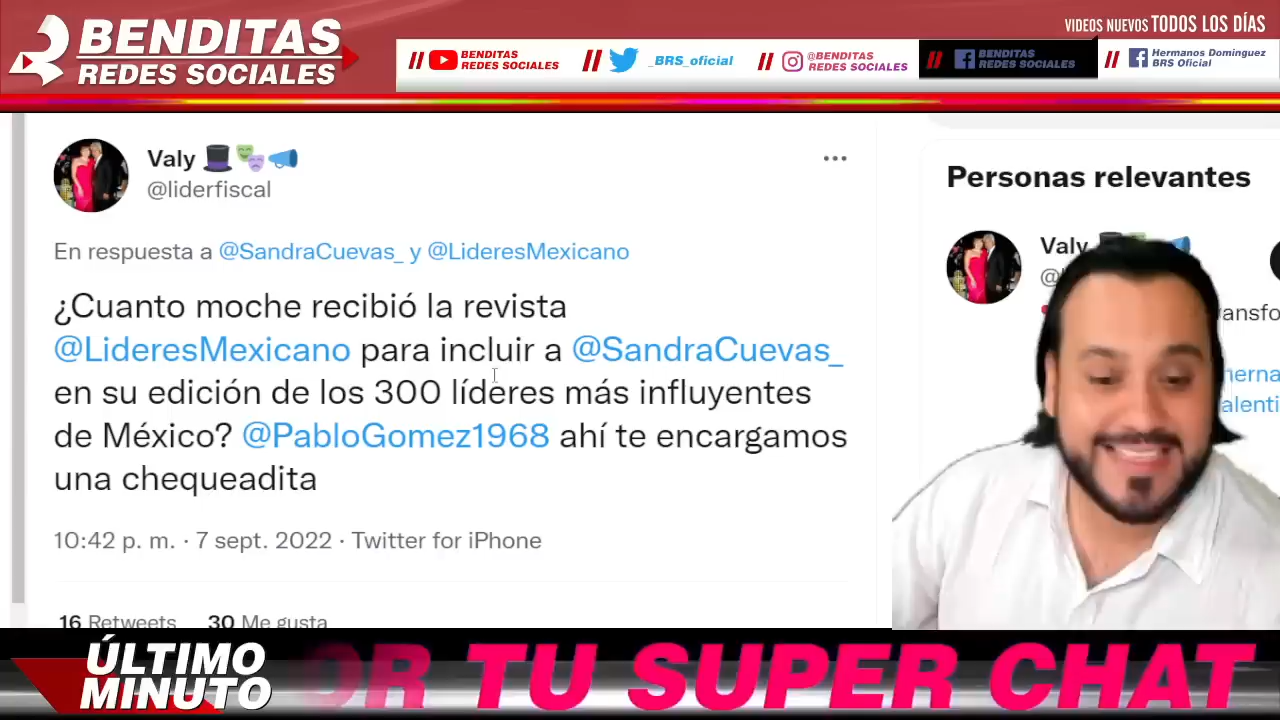 BENDITAS
REDES SOCIALES
VIDEOS NUEVOS TODOS LOS DÍAS
BENDITAS
REDES SOCIALES
_BRS_oficial
@BENDITAS
REDES SOCIALES
BENDITAS
REDES SOCIALES
Hermanos Dominguez
BRS Oficial
Valy
@liderfiscal
En respuesta a @SandraCuevas_ y @LideresMexicano
¿Cuanto moche recibió la revista
@LideresMexicano para incluir a @SandraCuevas_
en su edición de los 300 líderes más influyentes
de México? @PabloGomez1968 ahí te encargamos
una chequeadita
10:42 p. m. · 7 sept. 2022 · Twitter for iPhone
16 Retweets 30 Me gusta
Personas relevantes
Valy
ÚLTIMO
MINUTO
OR TU SUPER CHAT